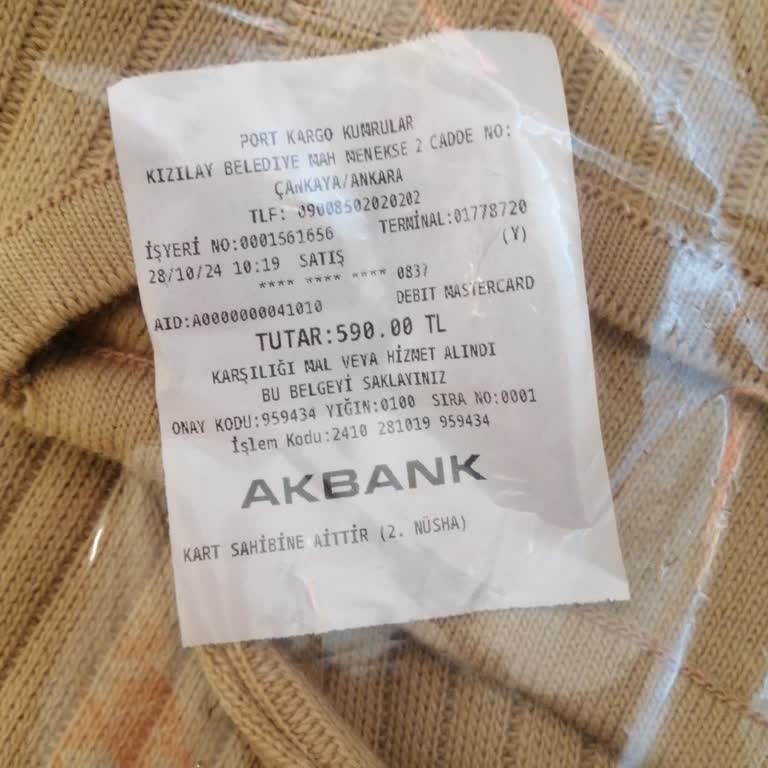 PORT KARGO KUMRULAR
KIZILAY BELEDIYE MAH MENEKSE 2 CADDE NO:
ÇANKAYA/ANKARA
TLF: 09008502020202
İŞYERİ NO:0001561656 TERMİNAL:01778720
28/10/24 10:19 SATIŞ (Y)
**** **** **** 0837
AID:A0000000041010 DEBIT MASTERCARD
TUTAR:590.00 TL
KARŞILIĞI MAL VEYA HİZMET ALINDI
BU BELGEYİ SAKLAYINIZ
ONAY KODU:959434 YIĞIN:0100 SIRA NO:0001
İşlem Kodu:2410 281019 959434
AKBANK
KART SAHİBİNE AİTTİR (2. NÜSHA)